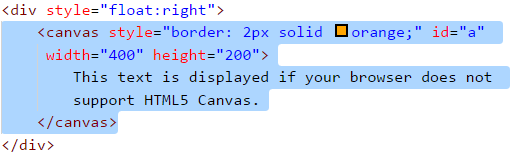 <div style="float:right">
<canvas style="border: 2px solid orange;" id="a"
width="400" height="200">
This text is displayed if your browser does not
support HTML5 Canvas.
</canvas>
</div>